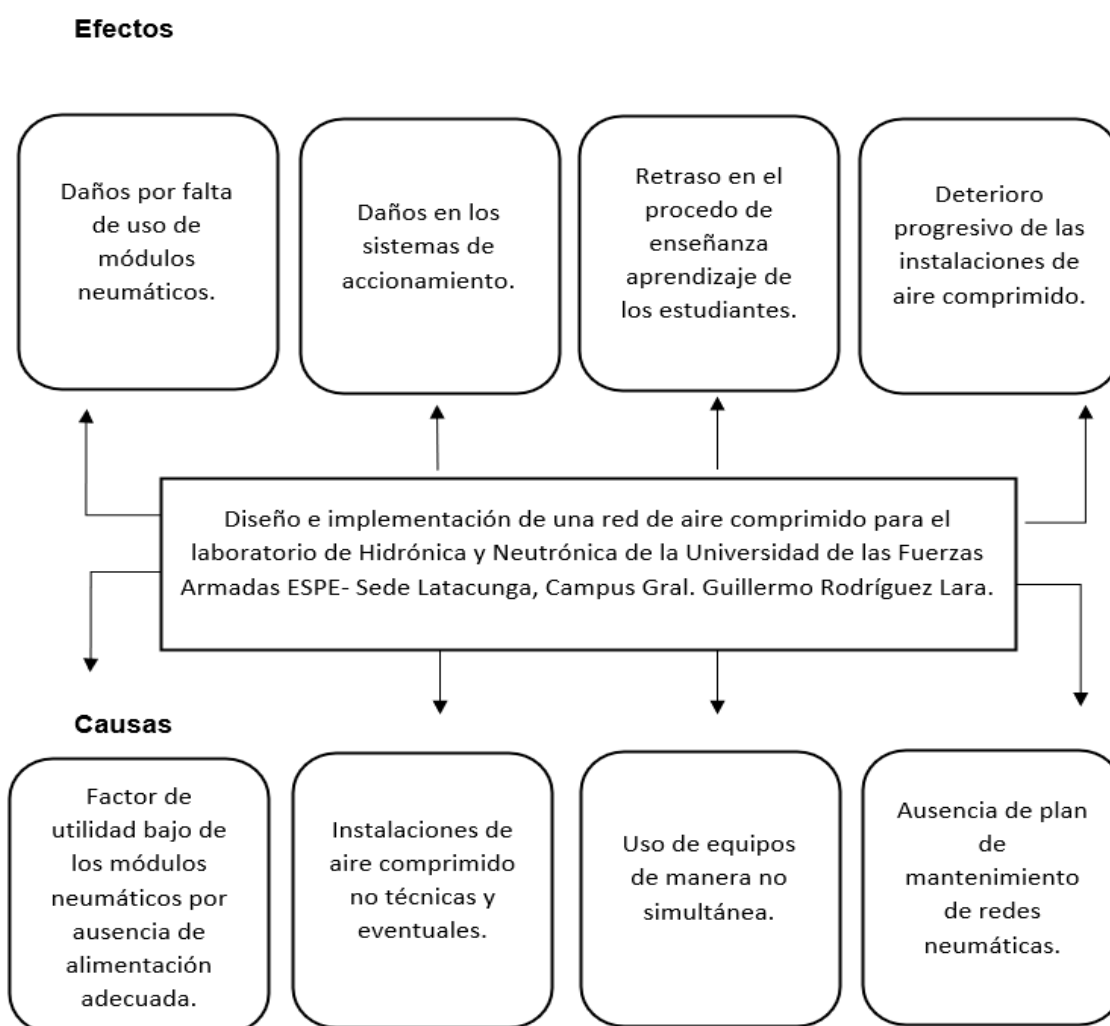 Efectos
Daños por falta
de uso de
módulos
neumáticos.
Daños en los
sistemas de
accionamiento.
Retraso en el
procedo de
enseñanza
aprendizaje de
los estudiantes.
Deterioro
progresivo de las
instalaciones de
aire comprimido.
Diseño e implementación de una red de aire comprimido para el
laboratorio de Hidrónica y Neutrónica de la Universidad de las Fuerzas
Armadas ESPE- Sede Latacunga, Campus Gral. Guillermo Rodríguez Lara.
Causas
Factor de
utilidad bajo de
los módulos
neumáticos por
ausencia de
alimentación
adecuada.
Instalaciones de
aire comprimido
no técnicas y
eventuales.
Uso de equipos
de manera no
simultánea.
Ausencia de plan
de
mantenimiento
de redes
neumáticas.